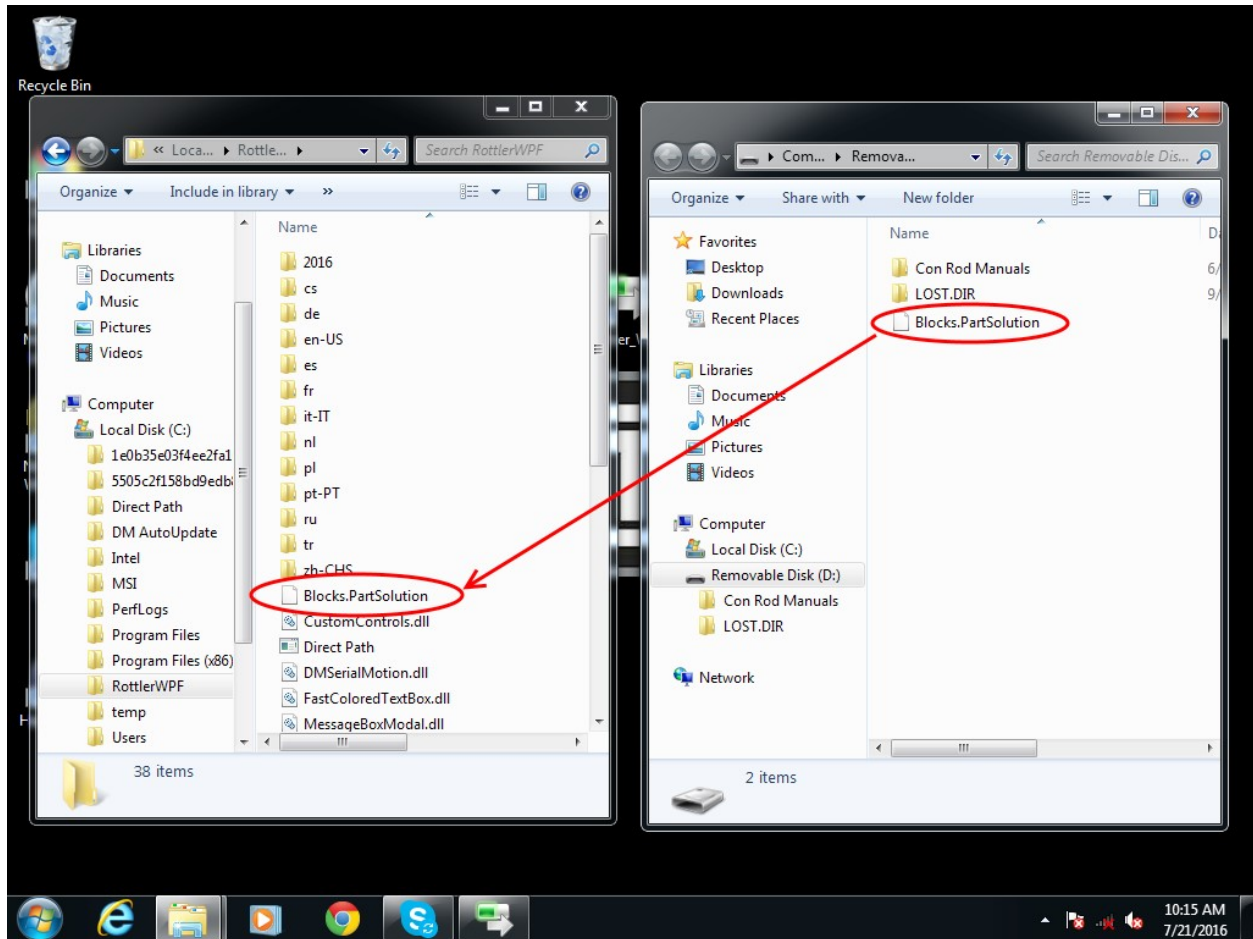 Recycle Bin
« Loca... Rottle...
Search RottlerWPF
Organize
Include in library
»
Libraries
Documents
Music
Pictures
Videos
Computer
Local Disk (C:)
1e0b35e03f4ee2fa1
5505c2f158bd9edb
Direct Path
DM AutoUpdate
Intel
MSI
PerfLogs
Program Files
Program Files (x86)
RottlerWPF
temp
Users
Name
2016
cs
de
en-US
es
fr
it-IT
nl
pl
pt-PT
ru
tr
zh-CHS
Blocks.PartSolution
CustomControls.dll
Direct Path
DMSerialMotion.dll
FastColoredTextBox.dll
MessageBoxModal.dll
38 items
Com... Remova...
Search Removable Dis...
Organize
Share with
New folder
Favorites
Desktop
Downloads
Recent Places
Libraries
Documents
Music
Pictures
Videos
Computer
Local Disk (C:)
Removable Disk (D:)
Con Rod Manuals
LOST.DIR
Network
Name
Con Rod Manuals
6/
LOST.DIR
9/
Blocks.PartSolution
2 items
10:15 AM
7/21/2016